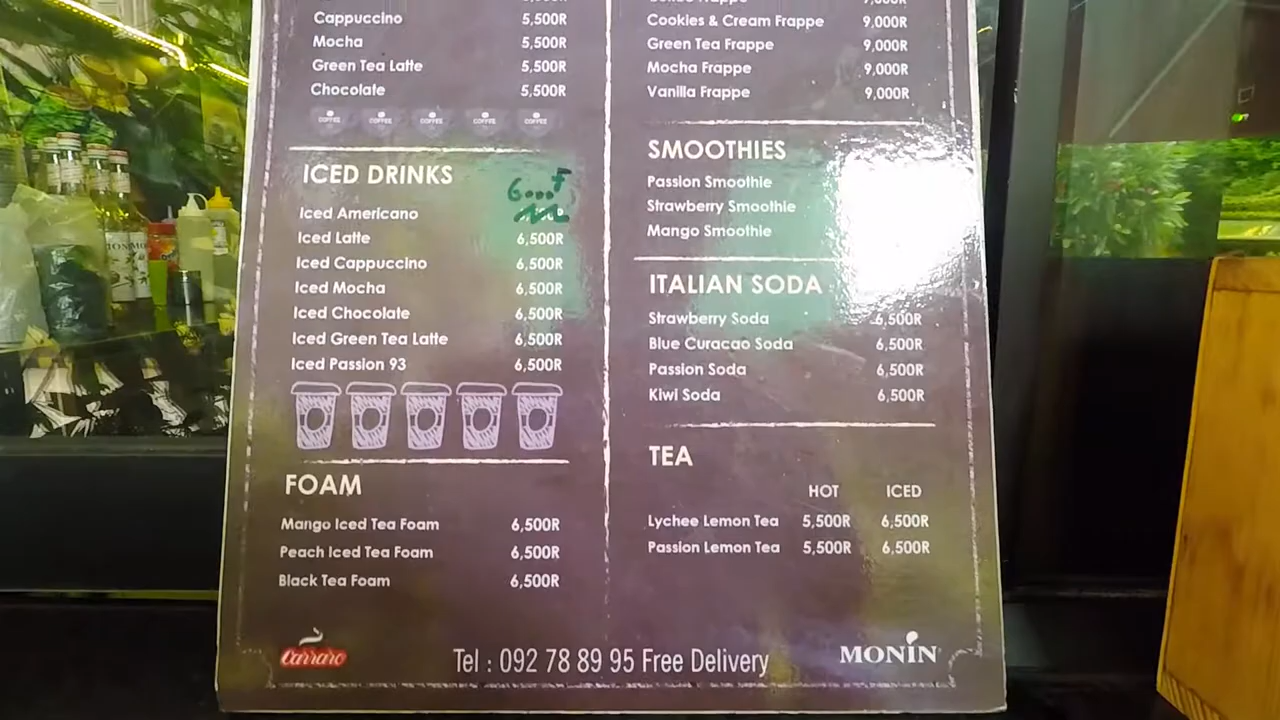 Cappuccino 5,500R
Mocha 5,500R
Green Tea Latte 5,500R
Chocolate 5,500R
COFFEE COFFEE COFFEE COFFEE COFFEE
ICED DRINKS
Iced Americano
Iced Latte 6,500R
Iced Cappuccino 6,500R
Iced Mocha 6,500R
Iced Chocolate 6,500R
Iced Green Tea Latte 6,500R
Iced Passion 93 6,500R
FOAM
Mango Iced Tea Foam 6,500R
Peach Iced Tea Foam 6,500R
Black Tea Foam 6,500R
Cookies & Cream Frappe 9,000R
Green Tea Frappe 9,000R
Mocha Frappe 9,000R
Vanilla Frappe 9,000R
SMOOTHIES
Passion Smoothie
Strawberry Smoothie
Mango Smoothie
ITALIAN SODA
Strawberry Soda 6,500R
Blue Curacao Soda 6,500R
Passion Soda 6,500R
Kiwi Soda 6,500R
TEA
HOT ICED
Lychee Lemon Tea 5,500R 6,500R
Passion Lemon Tea 5,500R 6,500R
Carraro
Tel : 092 78 89 95 Free Delivery
MONIN